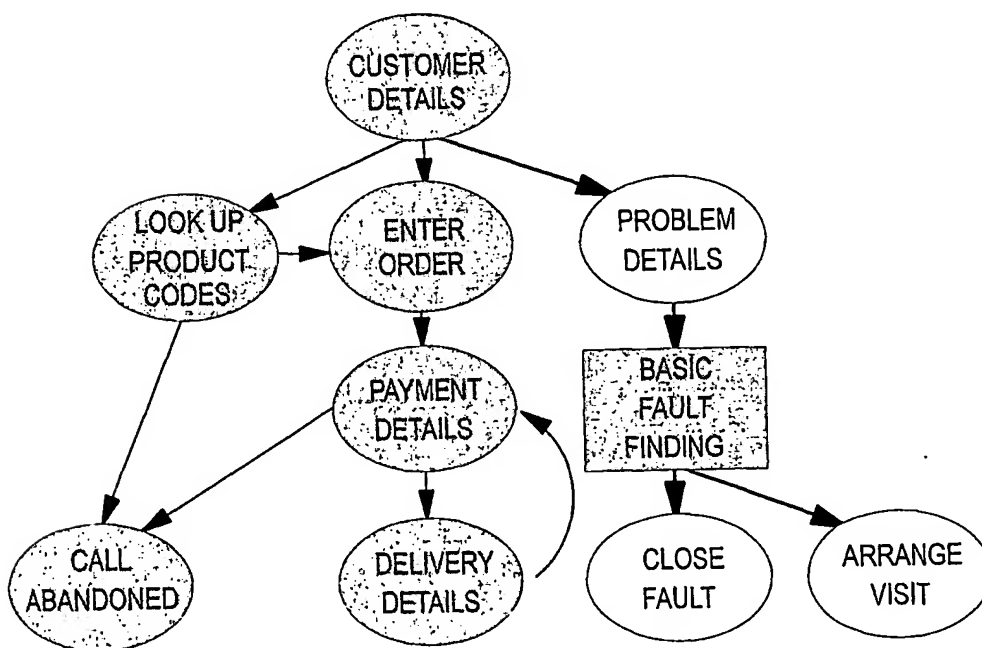 CUSTOMER
DETAILS
LOOK UP
PRODUCT
CODES
ENTER
ORDER
PROBLEM
DETAILS
PAYMENT
DETAILS
BASIC
FAULT
FINDING
CALL
ABANDONED
DELIVERY
DETAILS
CLOSE
FAULT
ARRANGE
VISIT